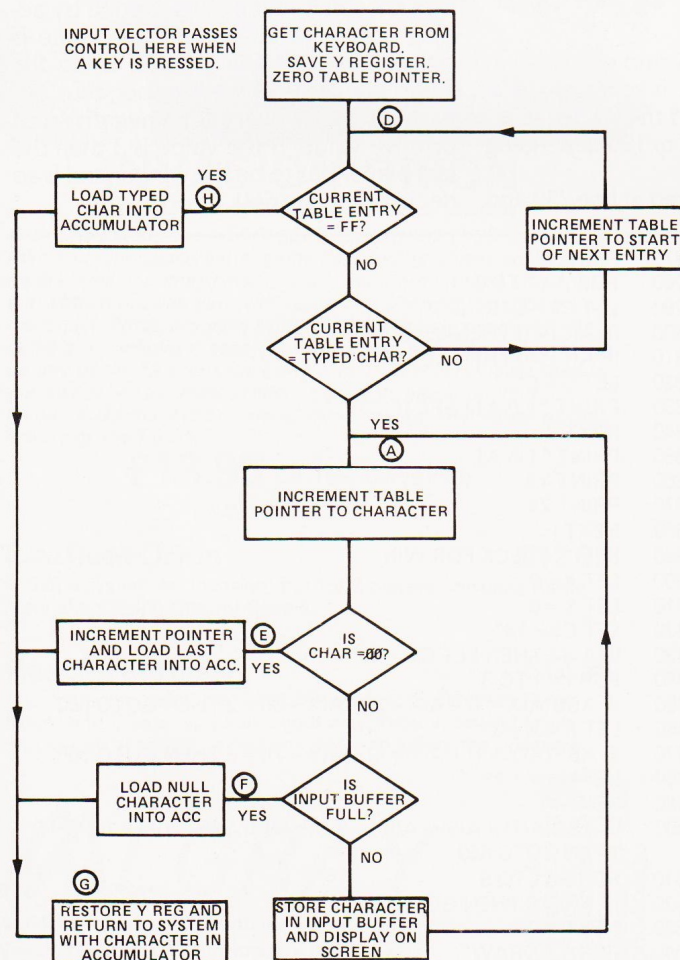 INPUT VECTOR PASSES
CONTROL HERE WHEN
A KEY IS PRESSED.
GET CHARACTER FROM
KEYBOARD.
SAVE Y REGISTER.
ZERO TABLE POINTER.
D
YES
H
LOAD TYPED
CHAR INTO
ACCUMULATOR
CURRENT
TABLE ENTRY
= FF?
INCREMENT TABLE
POINTER TO START
OF NEXT ENTRY
NO
CURRENT
TABLE ENTRY
= TYPED CHAR?
NO
YES
A
INCREMENT TABLE
POINTER TO CHARACTER
INCREMENT POINTER
AND LOAD LAST
CHARACTER INTO ACC.
E
YES
IS
CHAR = 00?
NO
LOAD NULL
CHARACTER
INTO ACC
F
YES
IS
INPUT BUFFER
FULL?
NO
G
RESTORE Y REG AND
RETURN TO SYSTEM
WITH CHARACTER IN
ACCUMULATOR
STORE CHARACTER
IN INPUT BUFFER
AND DISPLAY ON
SCREEN